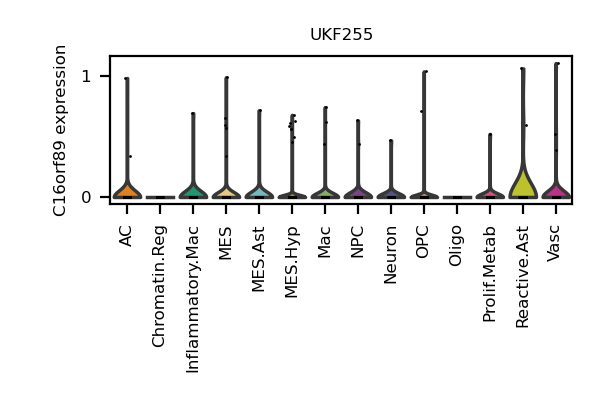 UKF255
C16orf89 expression
1
0
AC
Chromatin.Reg
Inflammatory.Mac
MES
MES.Ast
MES.Hyp
Mac
NPC
Neuron
OPC
Oligo
Prolif.Metab
Reactive.Ast
Vasc